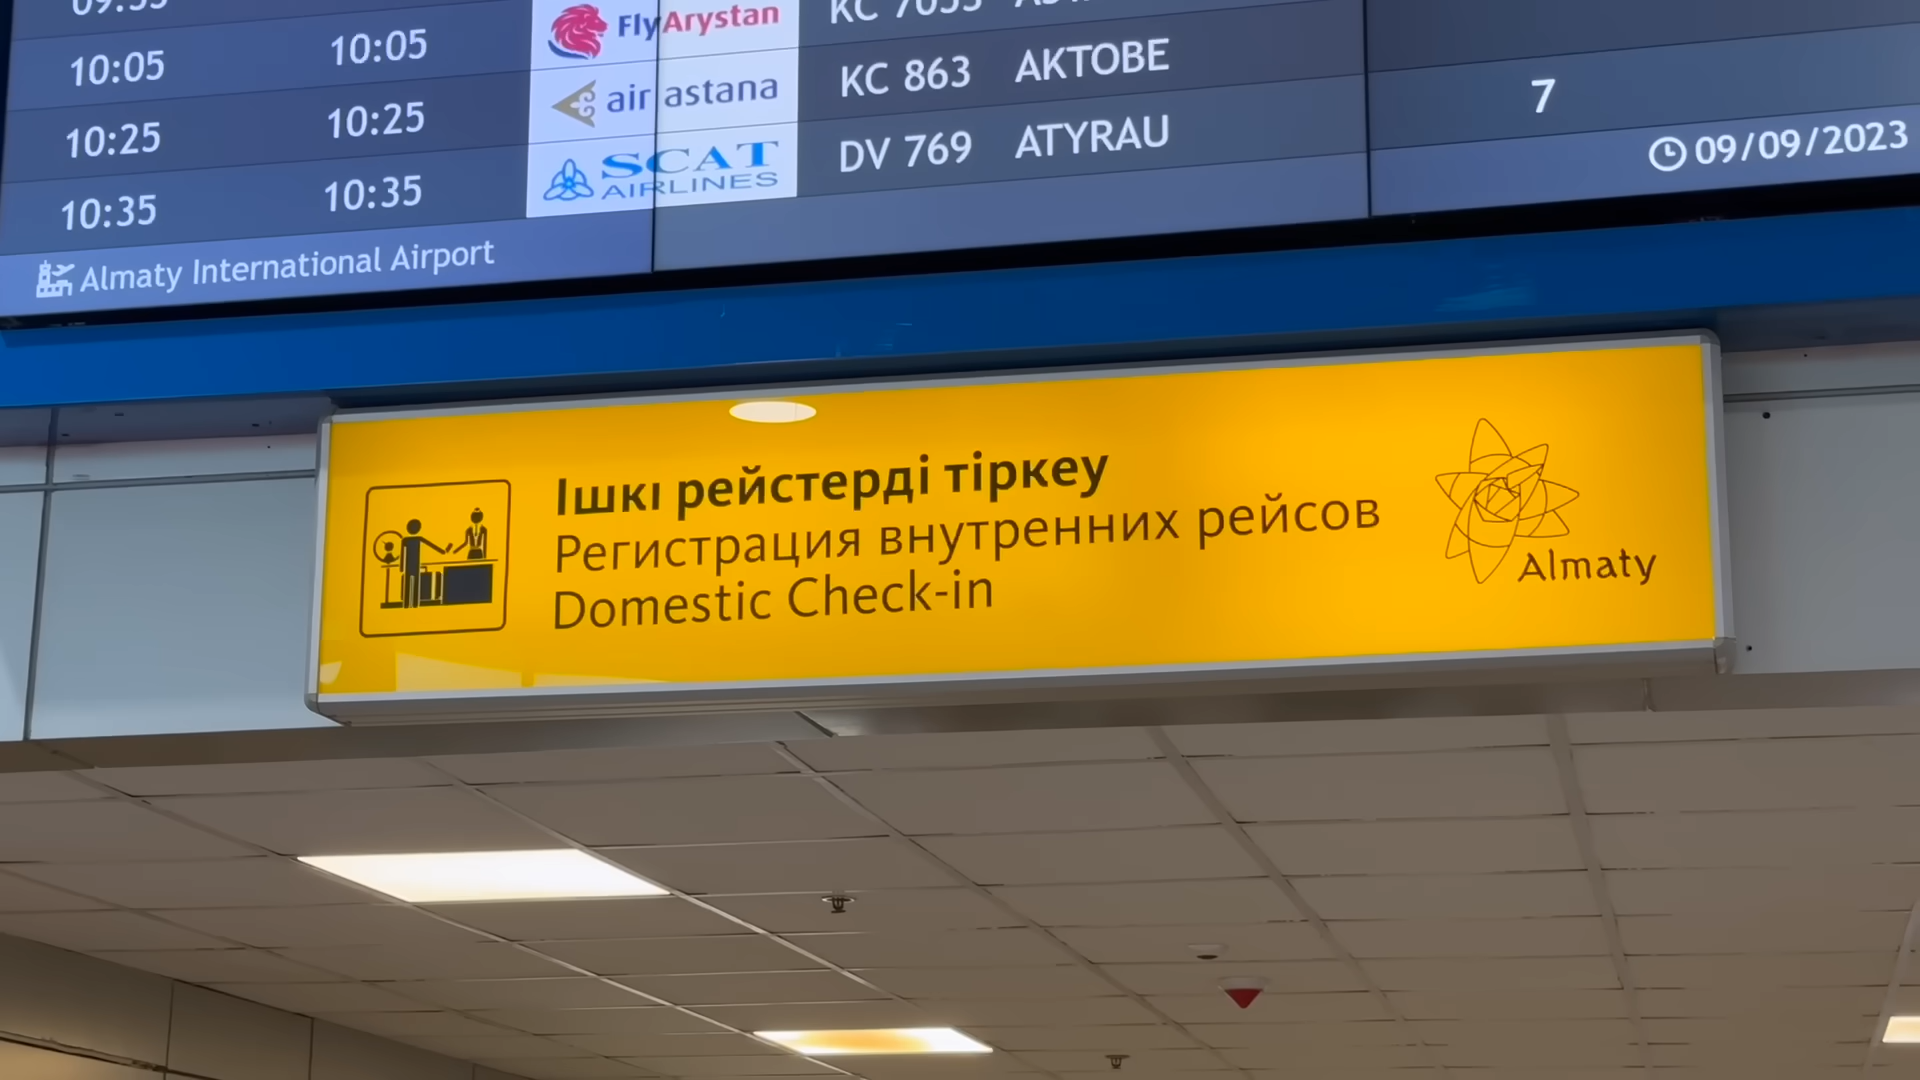 10:05 10:05 FlyArystan
10:25 10:25 air astana KC 863 AKTOBE 7
10:35 10:35 SCAT AIRLINES DV 769 ATYRAU
Almaty International Airport 09/09/2023
Ішкі рейстерді тіркеу
Регистрация внутренних рейсов
Domestic Check-in
Almaty